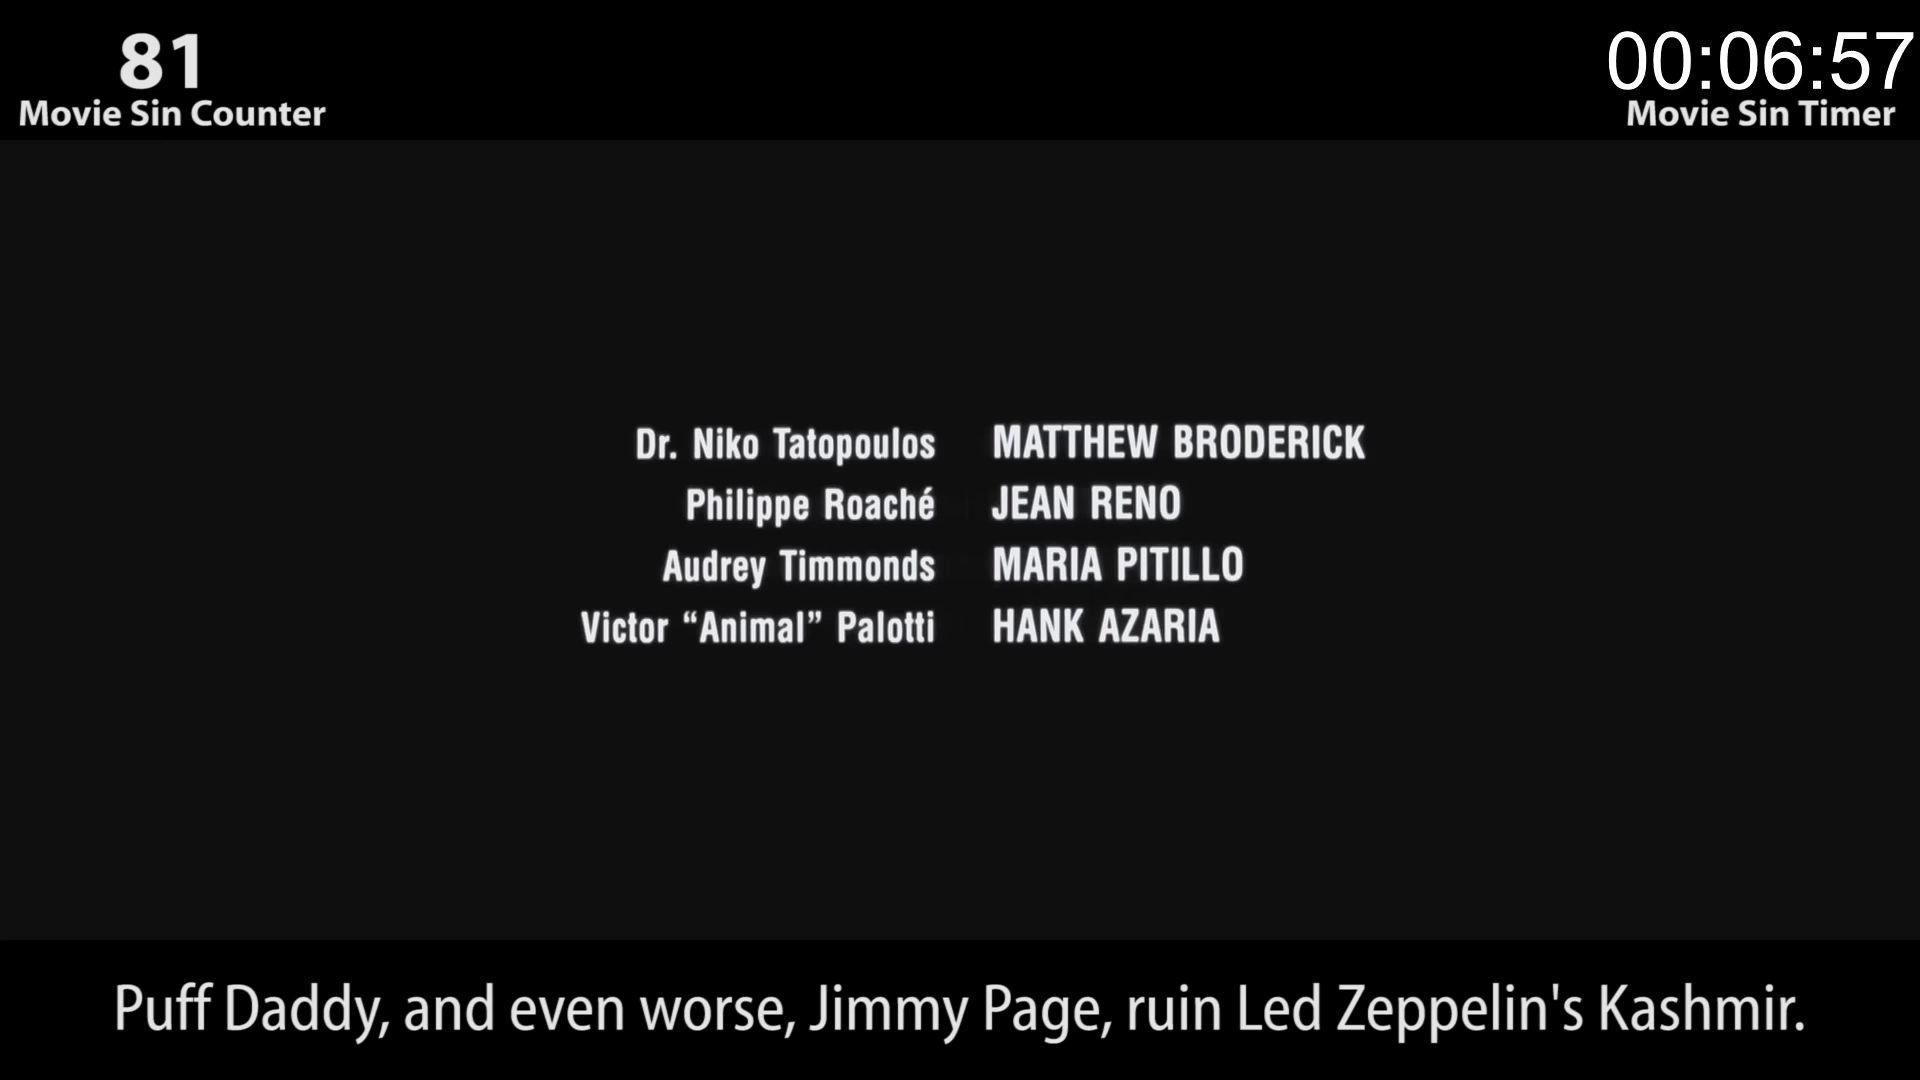 81
Movie Sin Counter
00:06:57
Movie Sin Timer
Dr. Niko Tatopoulos MATTHEW BRODERICK
Philippe Roaché JEAN RENO
Audrey Timmonds MARIA PITILLO
Victor “Animal” Palotti HANK AZARIA
Puff Daddy, and even worse, Jimmy Page, ruin Led Zeppelin's Kashmir.